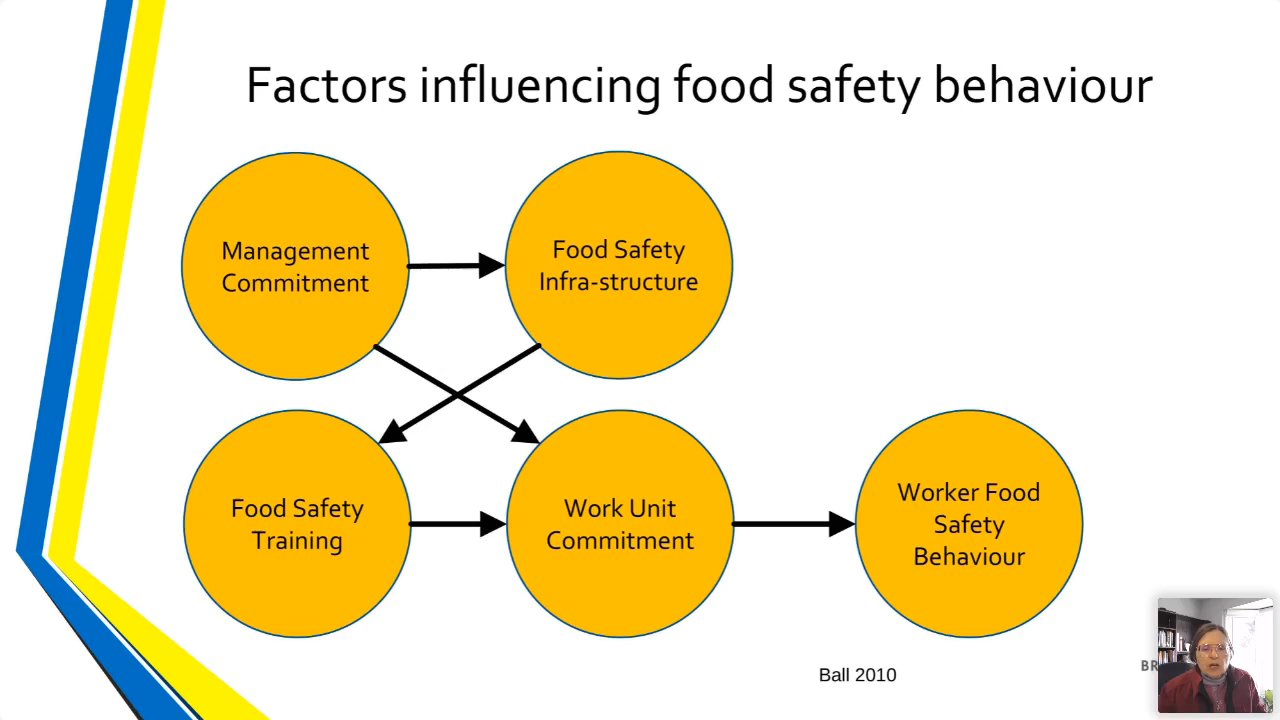 Factors influencing food safety behaviour
Management
Commitment
Food Safety
Infra-structure
Food Safety
Training
Work Unit
Commitment
Worker Food
Safety
Behaviour
Ball 2010